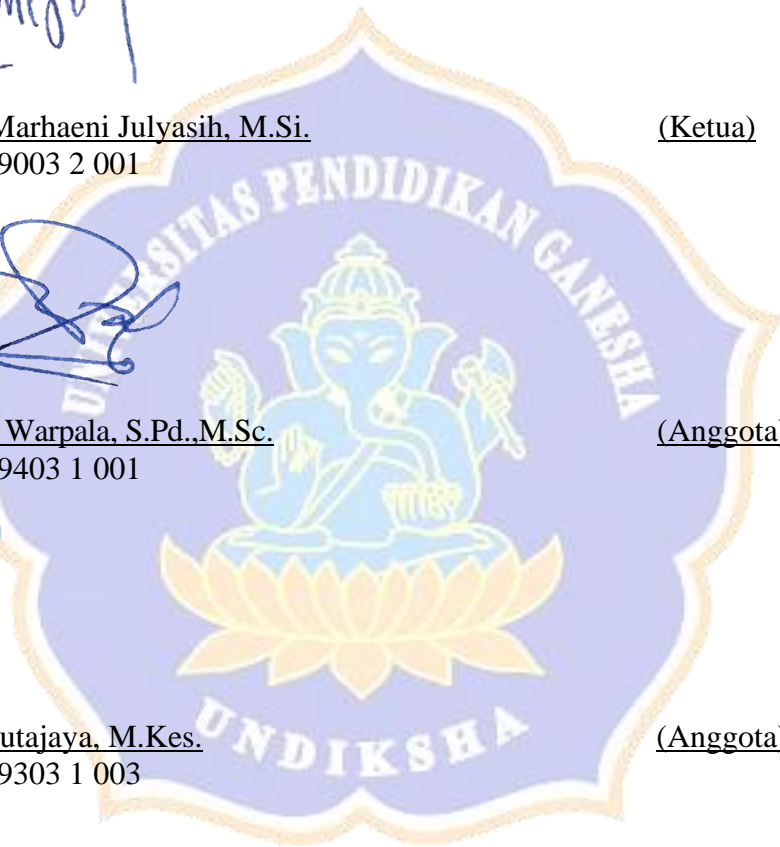 Marhaeni Julyasih, M.Si. (Ketua)
9003 2 001
UNIVERSITAS PENDIDIKAN GANESHA
Warpala, S.Pd.,M.Sc. (Anggota)
9403 1 001
utajaya, M.Kes. (Anggota)
9303 1 003
UNDIKSHA